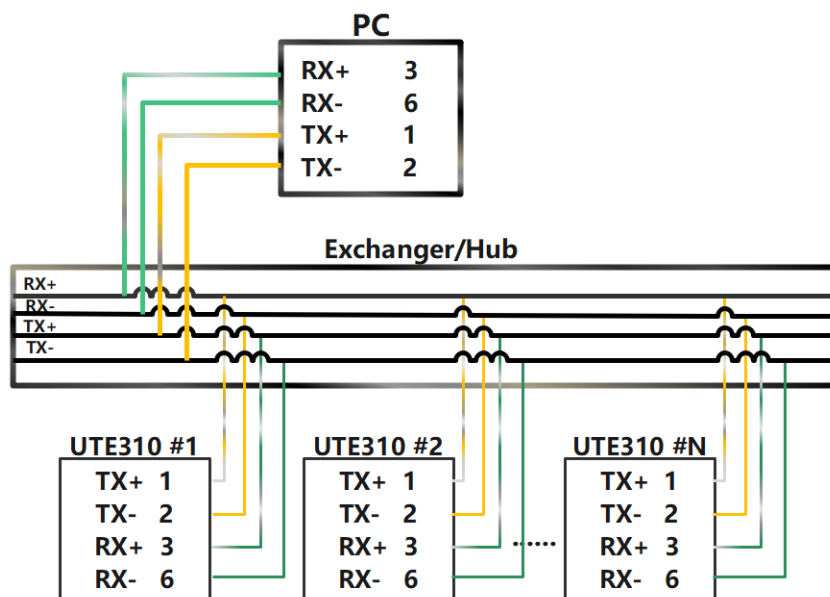 PC
RX+ 3
RX- 6
TX+ 1
TX- 2
Exchanger/Hub
RX+
RX-
TX+
TX-
UTE310 #1
TX+ 1
TX- 2
RX+ 3
RX- 6
UTE310 #2
TX+ 1
TX- 2
RX+ 3
RX- 6
......
UTE310 #N
TX+ 1
TX- 2
RX+ 3
RX- 6